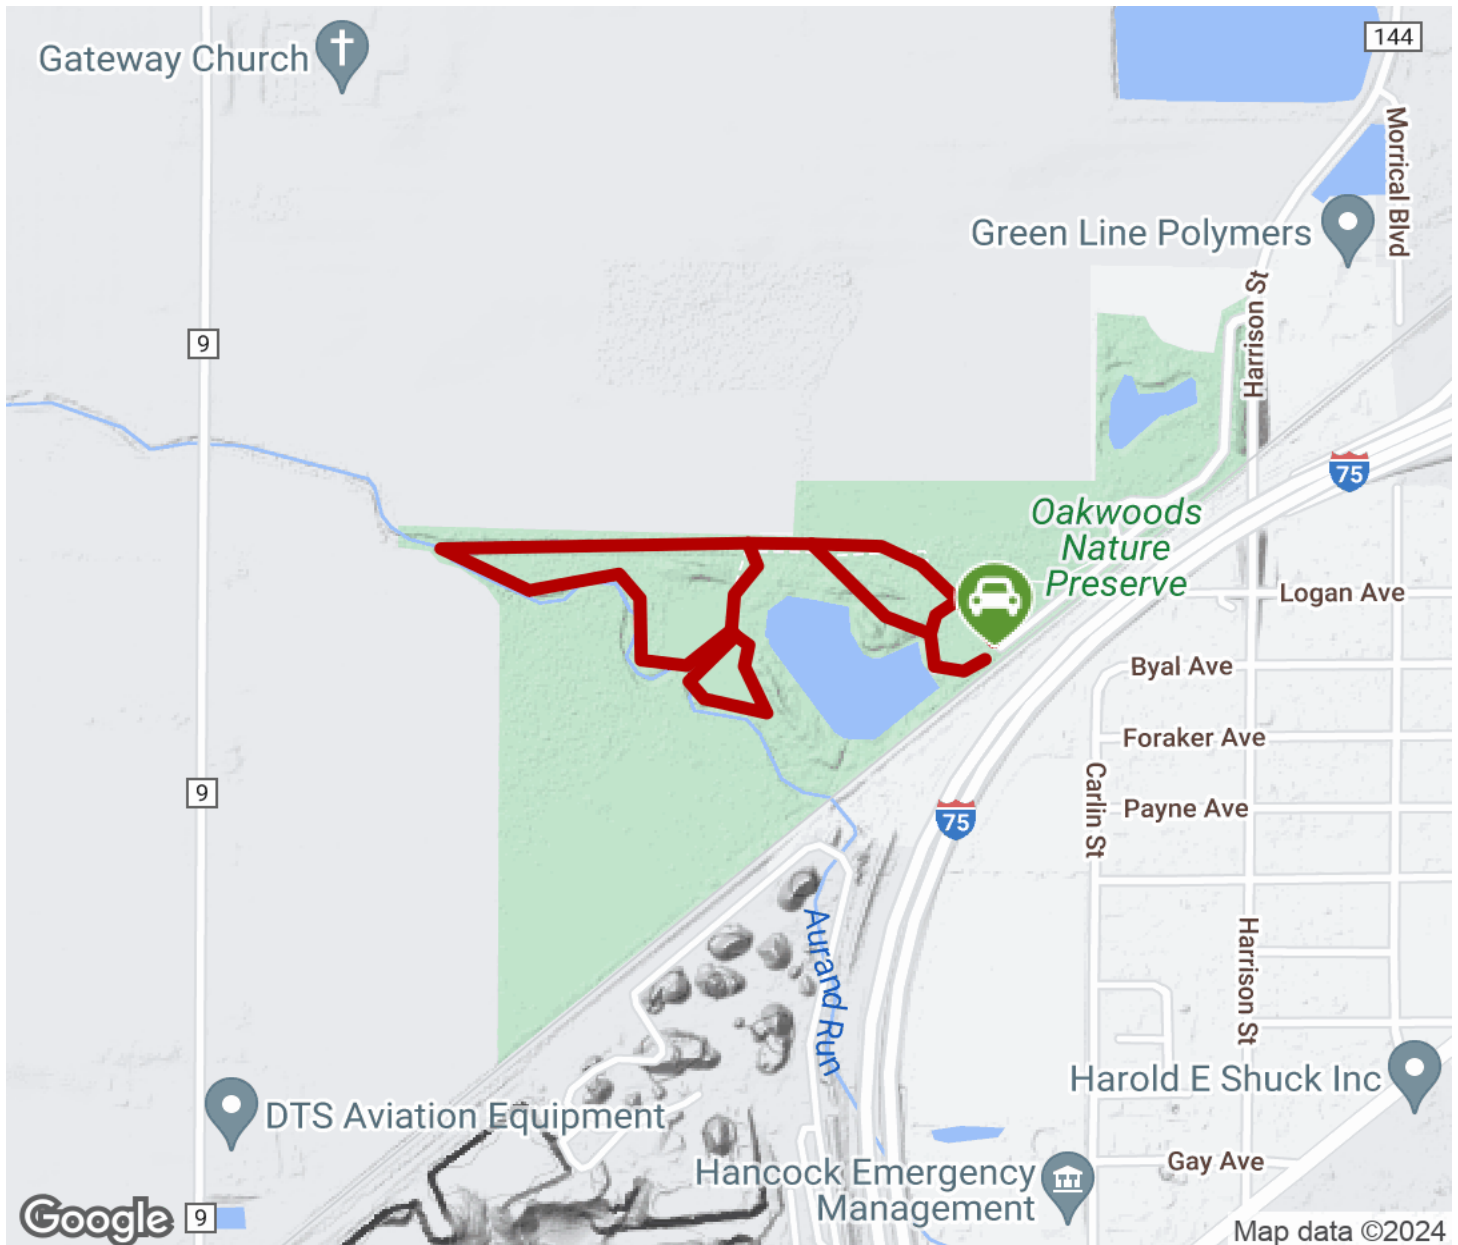 Gateway Church
144
Morrical Blvd
Green Line Polymers
Harrison St
9
75
Oakwoods
Nature
Preserve
Logan Ave
Byal Ave
Foraker Ave
Carlin St
9
75
Payne Ave
Aurand Run
Harrison St
Harold E Shuck Inc
DTS Aviation Equipment
Hancock Emergency
Management
Gay Ave
Google
9
Map data ©2024